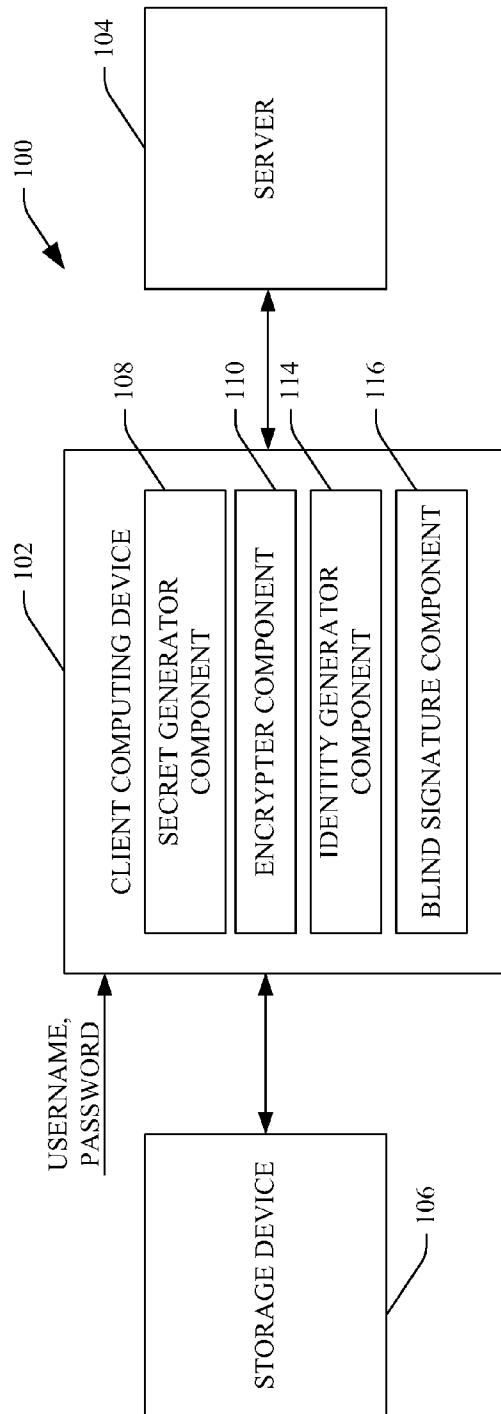 100
USERNAME,
PASSWORD
102
CLIENT COMPUTING DEVICE
SECRET GENERATOR
COMPONENT
108
ENCRYPTER COMPONENT
110
IDENTITY GENERATOR
COMPONENT
114
BLIND SIGNATURE COMPONENT
116
STORAGE DEVICE
106
SERVER
104